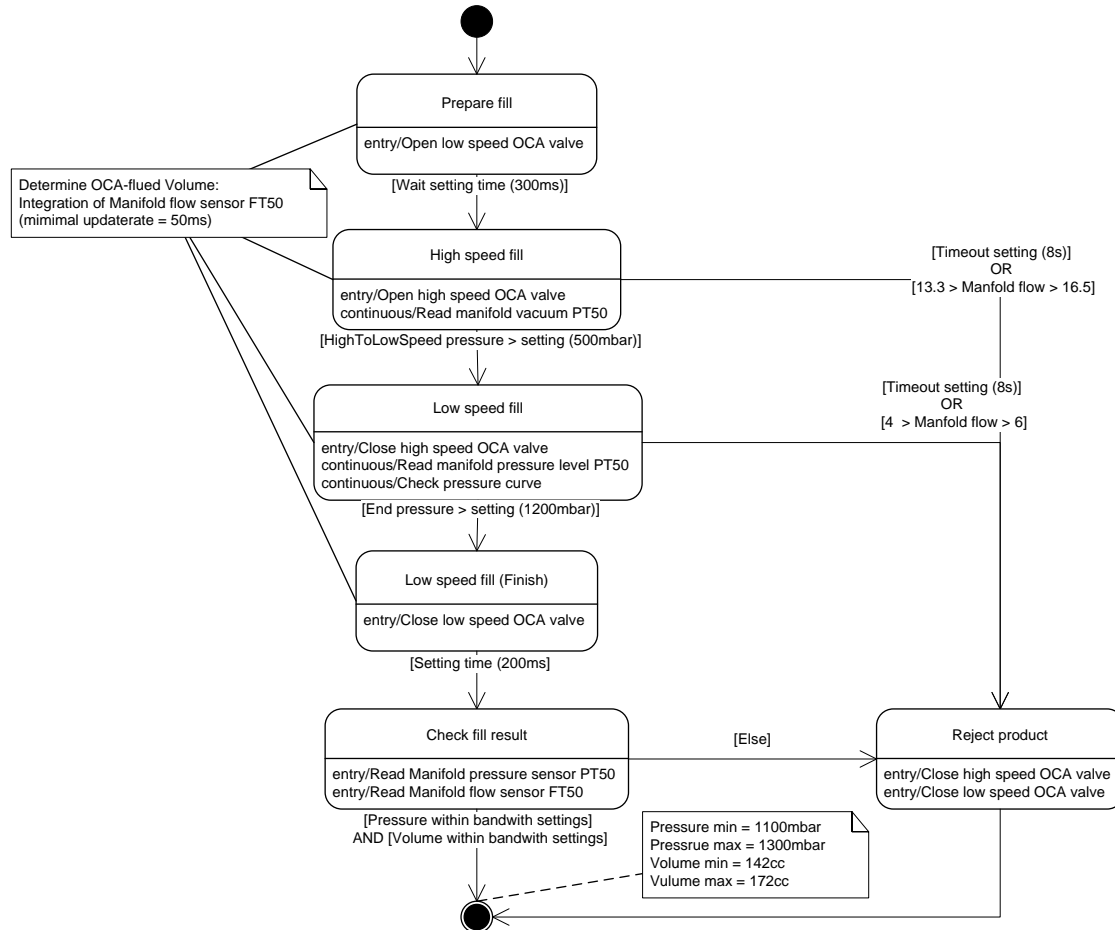 Prepare fill
entry/Open low speed OCA valve
[Wait setting time (300ms)]
Determine OCA-flued Volume:
Integration of Manifold flow sensor FT50
(mimimal updaterate = 50ms)
High speed fill
entry/Open high speed OCA valve
continuous/Read manifold vacuum PT50
[HighToLowSpeed pressure > setting (500mbar)]
[Timeout setting (8s)]
OR
[13.3 > Manfold flow > 16.5]
Low speed fill
entry/Close high speed OCA valve
continuous/Read manifold pressure level PT50
continuous/Check pressure curve
[End pressure > setting (1200mbar)]
[Timeout setting (8s)]
OR
[4  > Manfold flow > 6]
Low speed fill (Finish)
entry/Close low speed OCA valve
[Setting time (200ms]
Check fill result
entry/Read Manifold pressure sensor PT50
entry/Read Manifold flow sensor FT50
[Else]
Reject product
entry/Close high speed OCA valve
entry/Close low speed OCA valve
[Pressure within bandwith settings]
AND [Volume within bandwith settings]
Pressure min = 1100mbar
Pressrue max = 1300mbar
Volume min = 142cc
Vulume max = 172cc